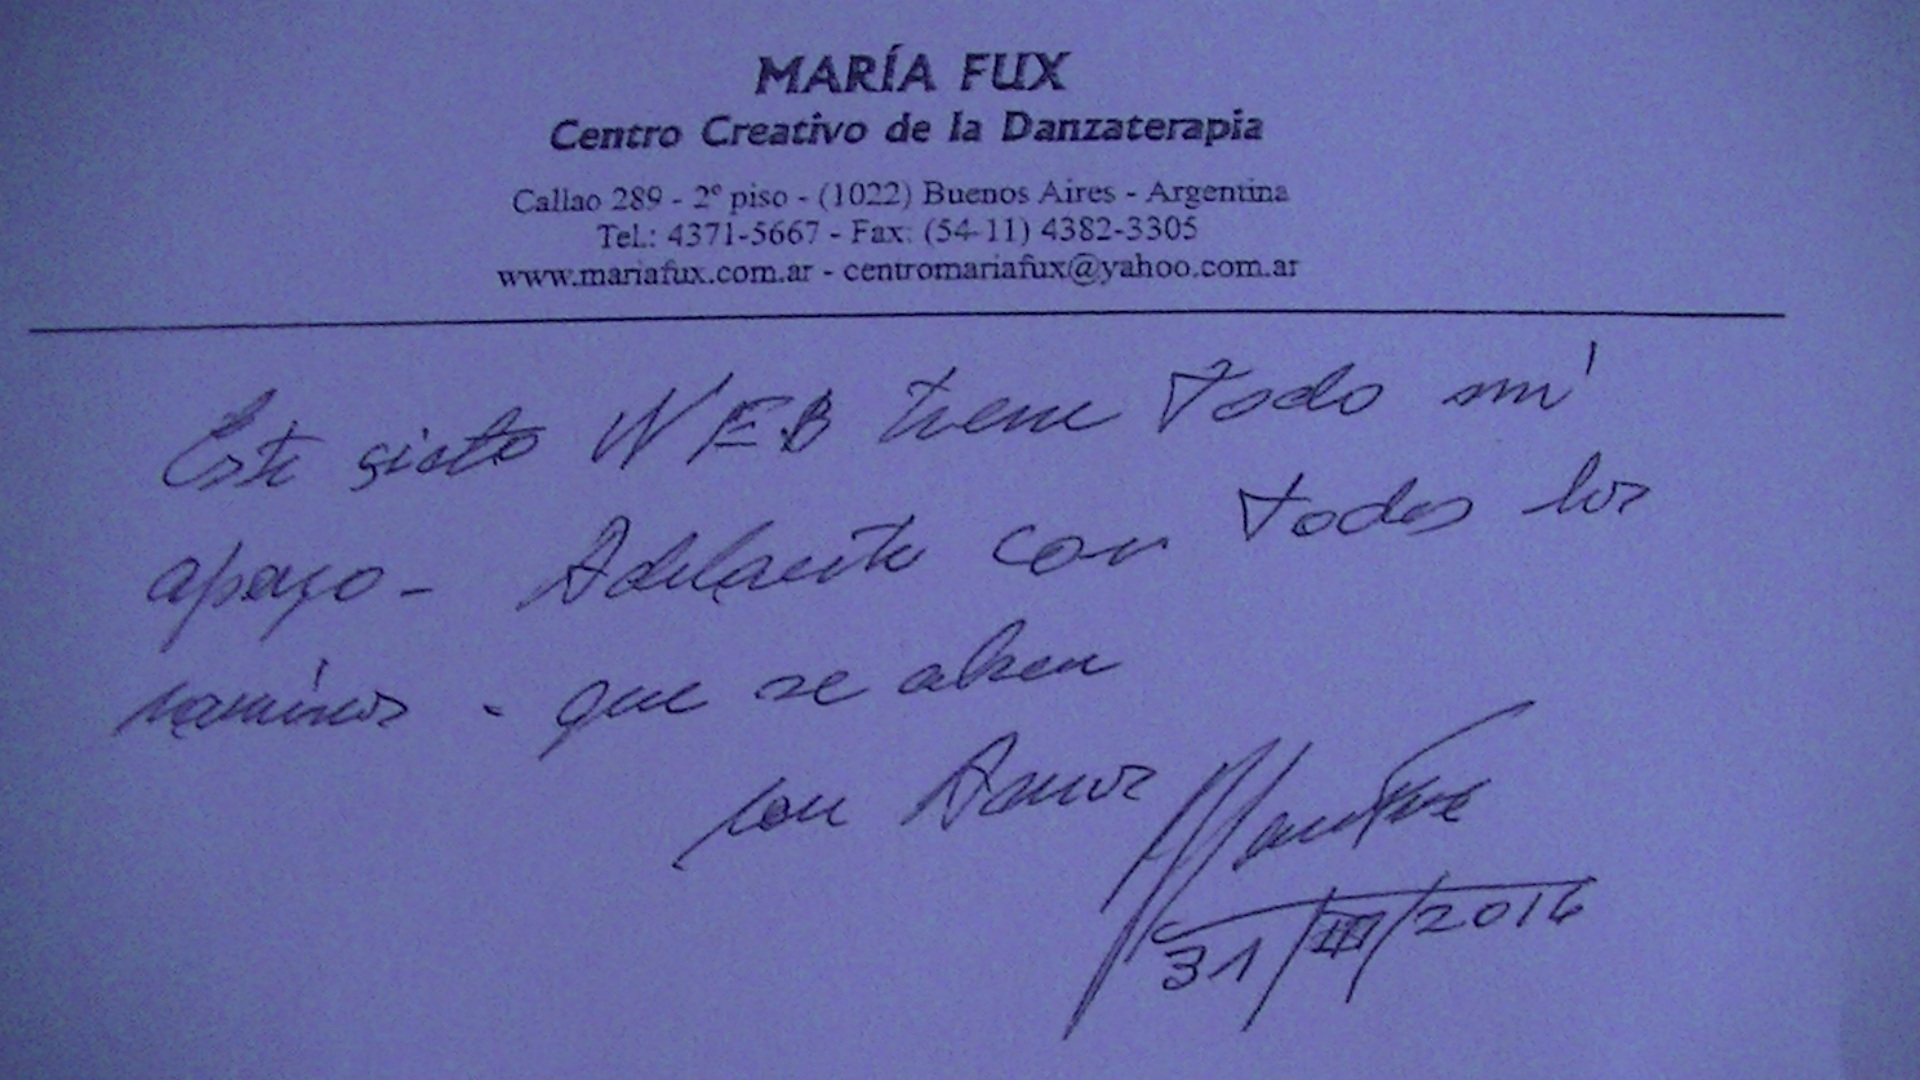 MARÍA FUX
Centro Creativo de la Danzaterapia
Callao 289 - 2º piso - (1022) Buenos Aires - Argentina
Tel.: 4371-5667 - Fax: (54-11) 4382-3305
www.mariafux.com.ar - centromariafux@yahoo.com.ar
Este WEB tiene todo mi
apoyo - Adelante con todos los
caminos - que se abren
con Amor María Fux
31/III/2016